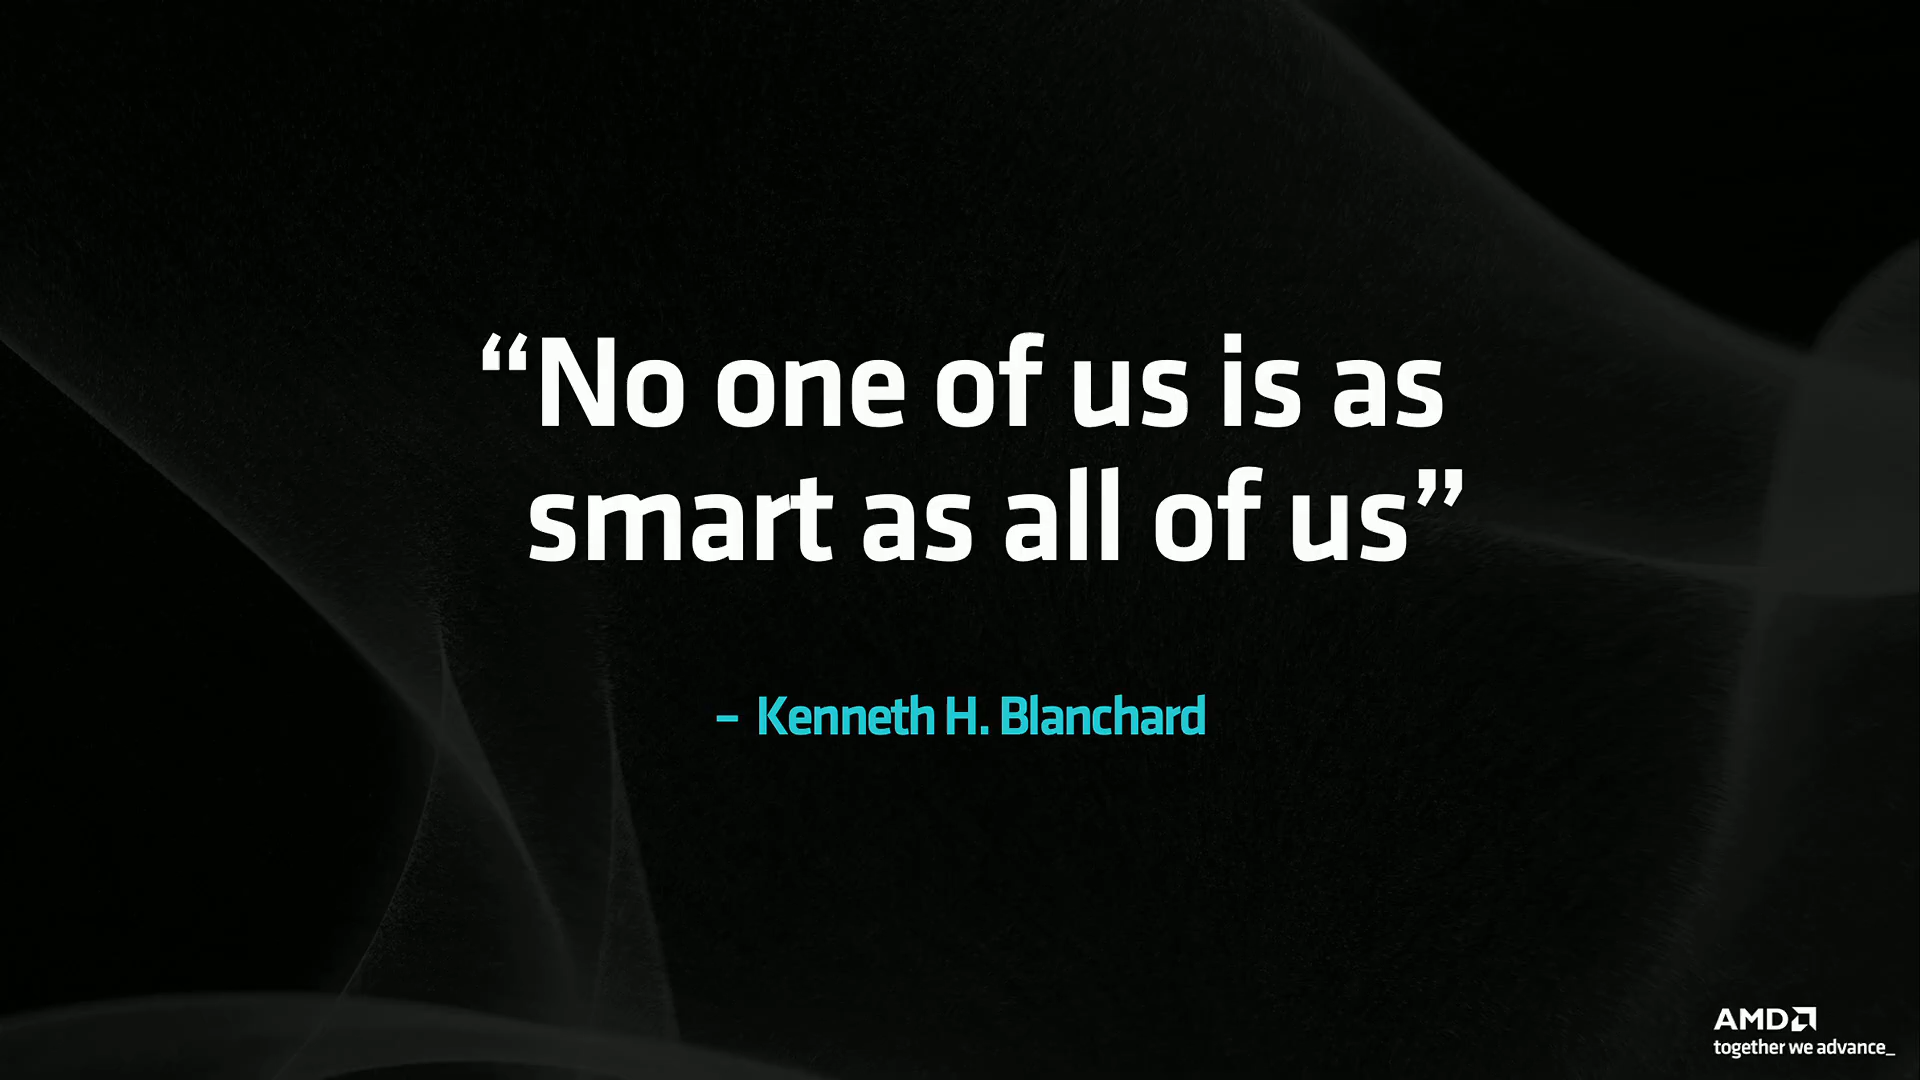 “No one of us is as
smart as all of us”
– Kenneth H. Blanchard
AMD
together we advance_